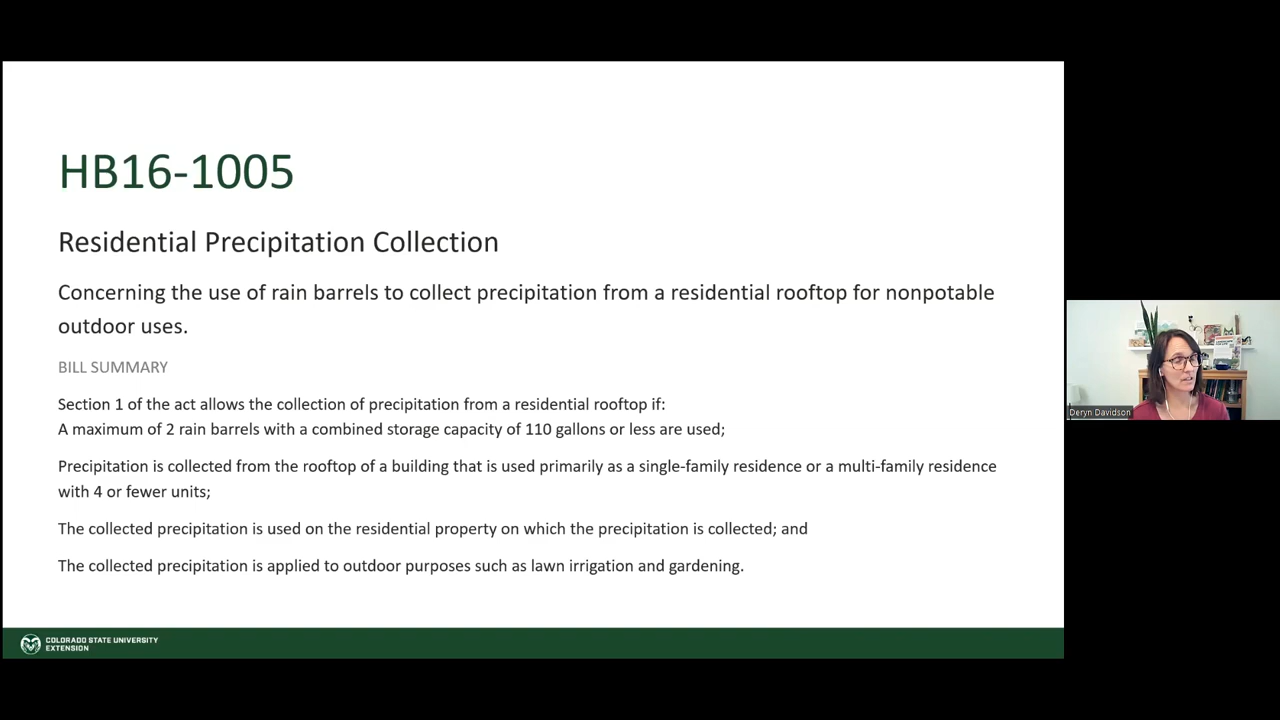 HB16-1005
Residential Precipitation Collection
Concerning the use of rain barrels to collect precipitation from a residential rooftop for nonpotable
outdoor uses.
BILL SUMMARY
Section 1 of the act allows the collection of precipitation from a residential rooftop if:
A maximum of 2 rain barrels with a combined storage capacity of 110 gallons or less are used;
Precipitation is collected from the rooftop of a building that is used primarily as a single-family residence or a multi-family residence
with 4 or fewer units;
The collected precipitation is used on the residential property on which the precipitation is collected; and
The collected precipitation is applied to outdoor purposes such as lawn irrigation and gardening.
COLORADO STATE UNIVERSITY
EXTENSION
Deryn Davidson